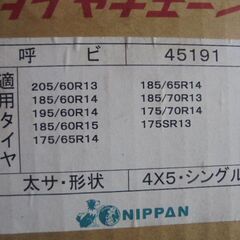 タイヤチェーン
呼 ビ 45191
適用タイヤ
205/60R13 185/65R14
185/60R14 185/70R13
195/60R14 175/70R14
185/60R15 175SR13
175/65R14
太サ・形状 4X5・シングル
NIPPAN